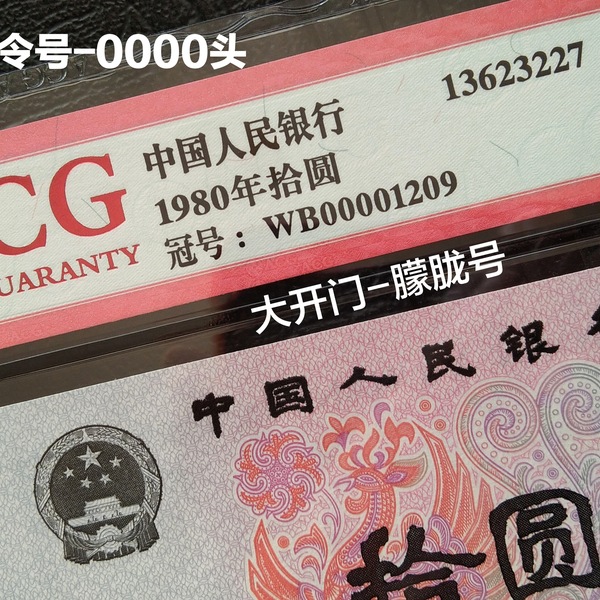 令号-0000头
13623227
中国人民银行
1980年拾圆
冠号：WB00001209
CG
UARANTY
大开门-朦胧号
中国人民银
拾圆